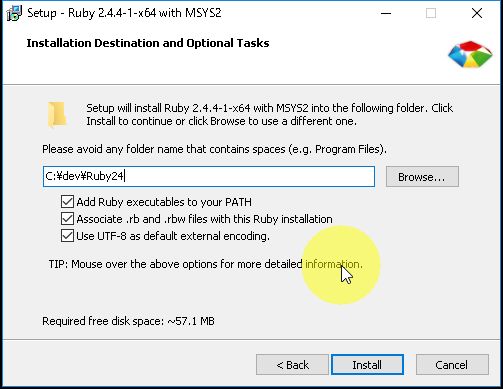 Setup - Ruby 2.4.4-1-x64 with MSYS2
Installation Destination and Optional Tasks
Setup will install Ruby 2.4.4-1-x64 with MSYS2 into the following folder. Click
Install to continue or click Browse to use a different one.
Please avoid any folder name that contains spaces (e.g. Program Files).
C:¥dev¥Ruby24
Browse...
Add Ruby executables to your PATH
Associate .rb and .rbw files with this Ruby installation
Use UTF-8 as default external encoding.
TIP: Mouse over the above options for more detailed information.
Required free disk space: ~57.1 MB
< Back
Install
Cancel